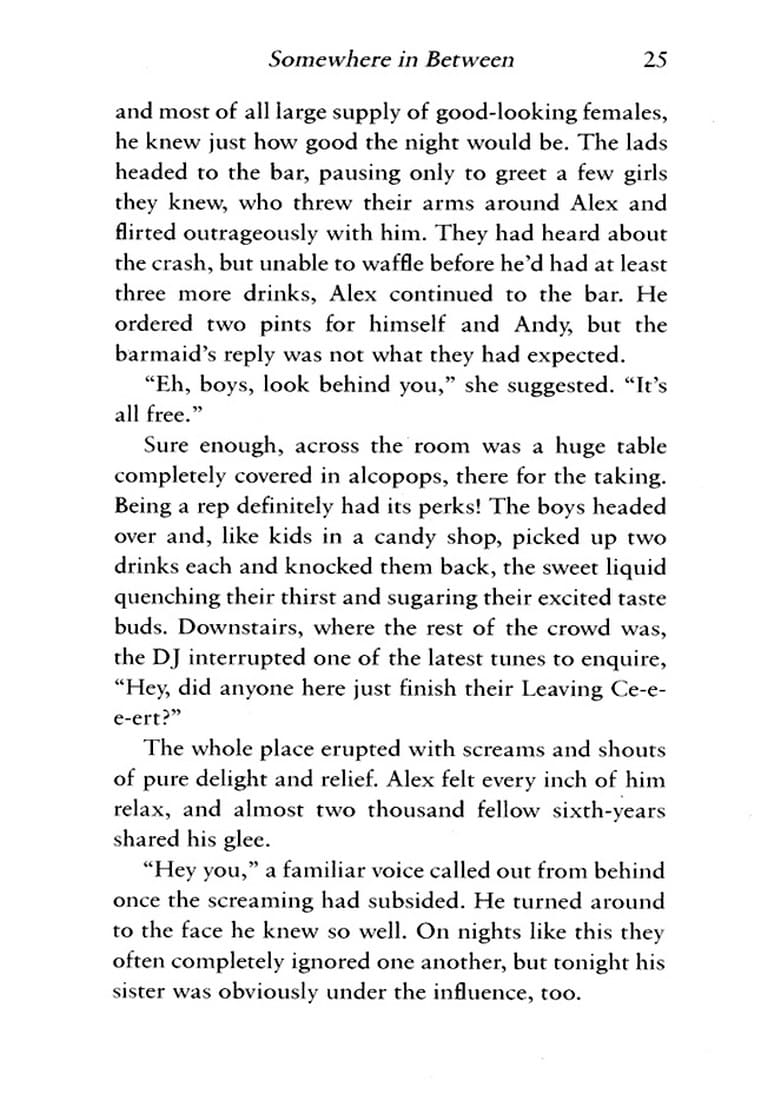 Somewhere in Between 25
and most of all large supply of good-looking females,
he knew just how good the night would be. The lads
headed to the bar, pausing only to greet a few girls
they knew, who threw their arms around Alex and
flirted outrageously with him. They had heard about
the crash, but unable to waffle before he’d had at least
three more drinks, Alex continued to the bar. He
ordered two pints for himself and Andy, but the
barmaid’s reply was not what they had expected.
“Eh, boys, look behind you,” she suggested. “It’s
all free.”
Sure enough, across the room was a huge table
completely covered in alcopops, there for the taking.
Being a rep definitely had its perks! The boys headed
over and, like kids in a candy shop, picked up two
drinks each and knocked them back, the sweet liquid
quenching their thirst and sugaring their excited taste
buds. Downstairs, where the rest of the crowd was,
the DJ interrupted one of the latest tunes to enquire,
“Hey, did anyone here just finish their Leaving Ce-e-
e-ert?”
The whole place erupted with screams and shouts
of pure delight and relief. Alex felt every inch of him
relax, and almost two thousand fellow sixth-years
shared his glee.
“Hey you,” a familiar voice called out from behind
once the screaming had subsided. He turned around
to the face he knew so well. On nights like this they
often completely ignored one another, but tonight his
sister was obviously under the influence, too.